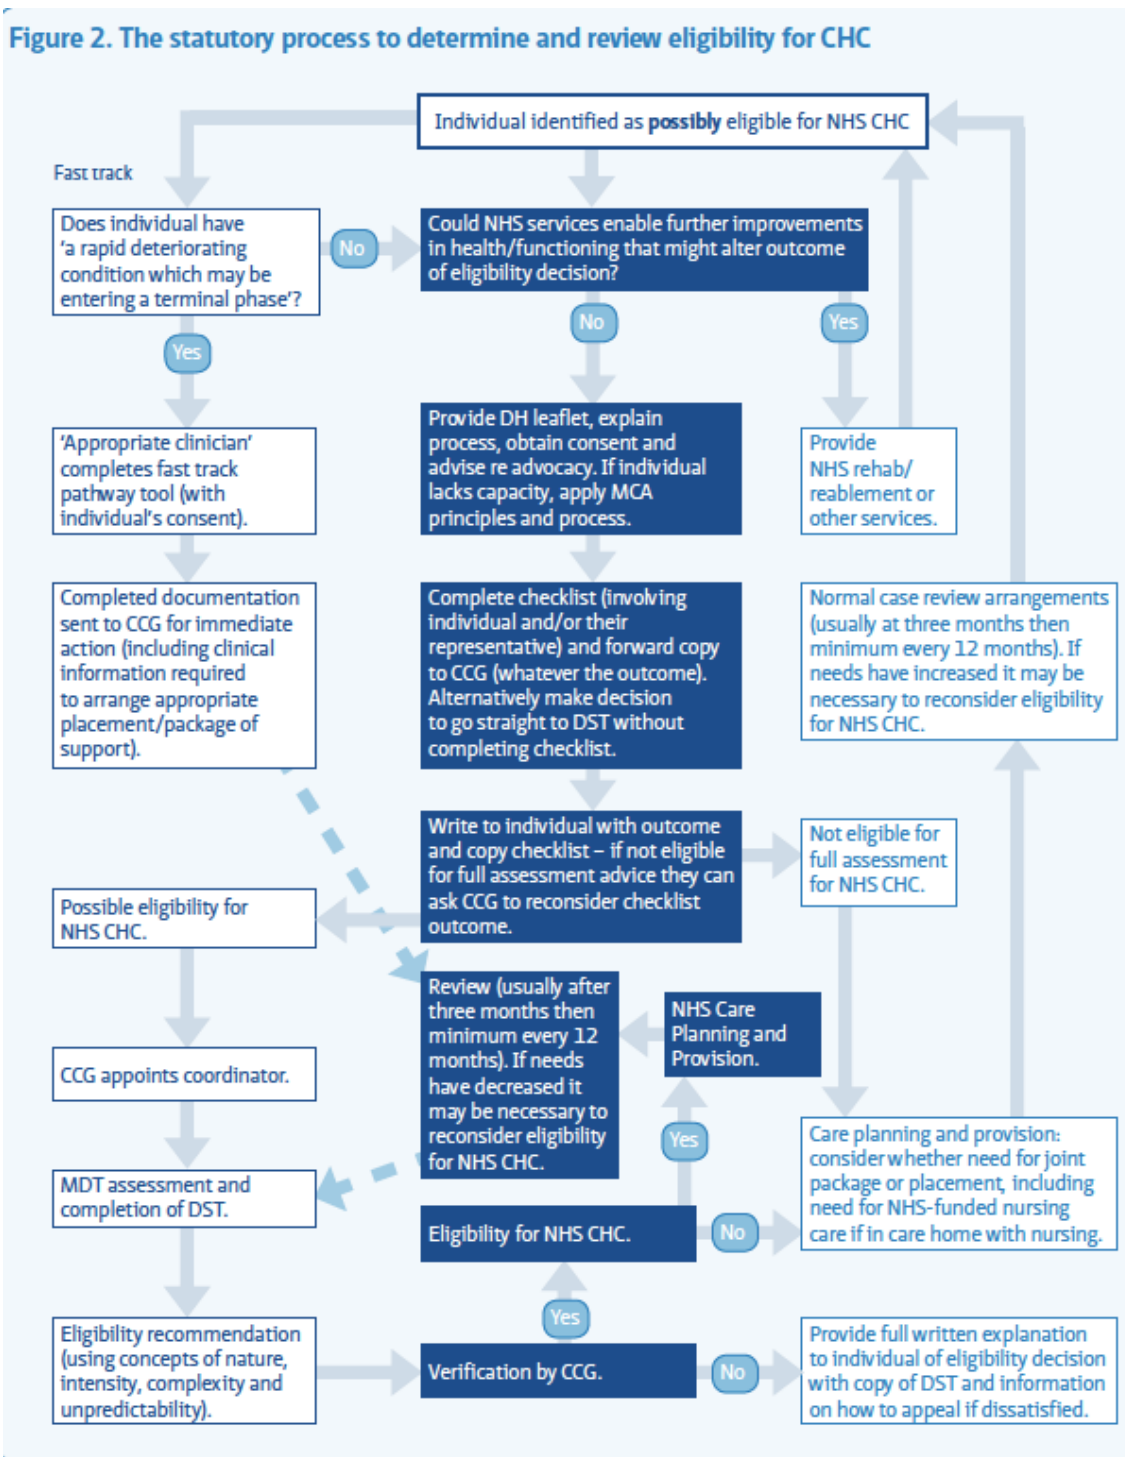 Figure 2. The statutory process to determine and review eligibility for CHC
Individual identified as possibly eligible for NHS CHC
Fast track
Does individual have
‘a rapid deteriorating
condition which may be
entering a terminal phase’?
No
Could NHS services enable further improvements
in health/functioning that might alter outcome
of eligibility decision?
Yes
No
Yes
‘Appropriate clinician’
completes fast track
pathway tool (with
individual’s consent).
Provide DH leaflet, explain
process, obtain consent and
advise re advocacy. If individual
lacks capacity, apply MCA
principles and process.
Provide
NHS rehab/
reablement or
other services.
Completed documentation
sent to CCG for immediate
action (including clinical
information required
to arrange appropriate
placement/package of
support).
Complete checklist (involving
individual and/or their
representative) and forward copy
to CCG (whatever the outcome).
Alternatively make decision
to go straight to DST without
completing checklist.
Normal case review arrangements
(usually at three months then
minimum every 12 months). If
needs have increased it may be
necessary to reconsider eligibility
for NHS CHC.
Write to individual with outcome
and copy checklist – if not eligible
for full assessment advice they can
ask CCG to reconsider checklist
outcome.
Not eligible for
full assessment
for NHS CHC.
Possible eligibility for
NHS CHC.
Review (usually after
three months then
minimum every 12
months). If needs
have decreased it
may be necessary to
reconsider eligibility
for NHS CHC.
NHS Care
Planning and
Provision.
CCG appoints coordinator.
Yes
Care planning and provision:
consider whether need for joint
package or placement, including
need for NHS-funded nursing
care if in care home with nursing.
MDT assessment and
completion of DST.
Eligibility for NHS CHC.
No
Yes
Eligibility recommendation
(using concepts of nature,
intensity, complexity and
unpredictability).
Verification by CCG.
No
Provide full written explanation
to individual of eligibility decision
with copy of DST and information
on how to appeal if dissatisfied.